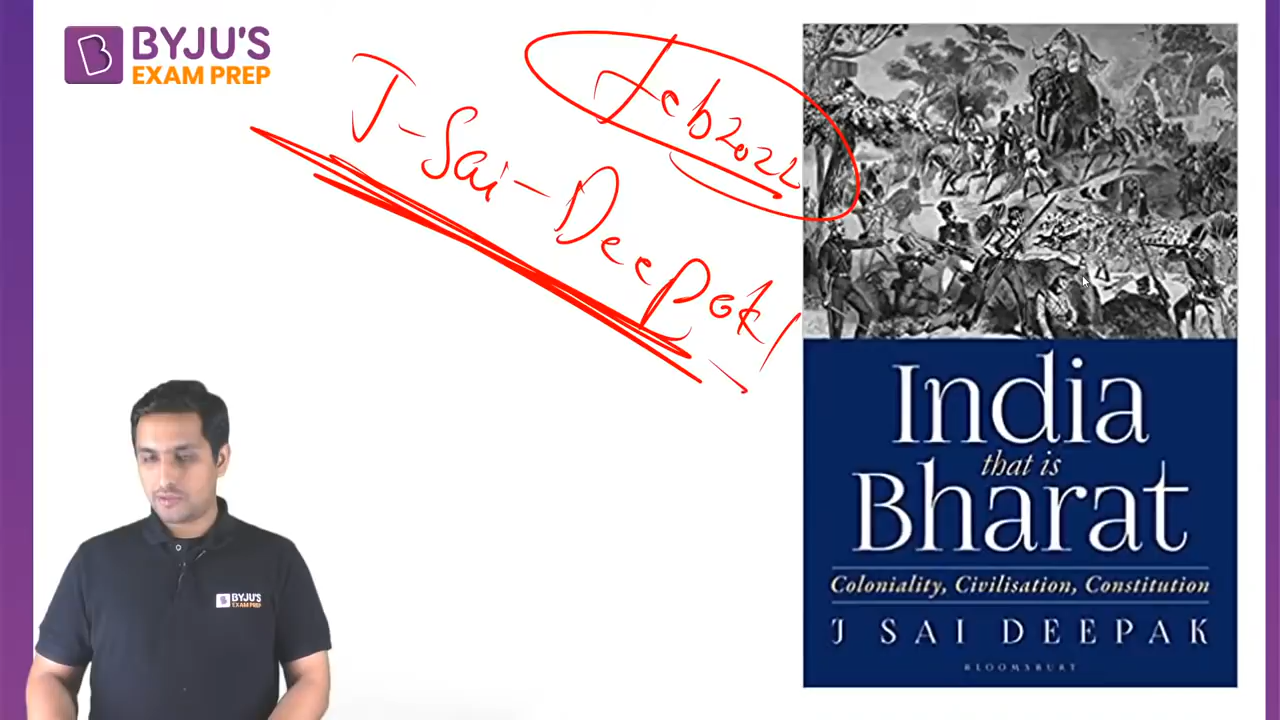 BYJU'S
EXAM PREP
Feb 2022
J-Sai-Deepak
India
that is
Bharat
Coloniality, Civilisation, Constitution
J SAI DEEPAK
BLOOMSBURY
BYJU'S
EXAM PREP